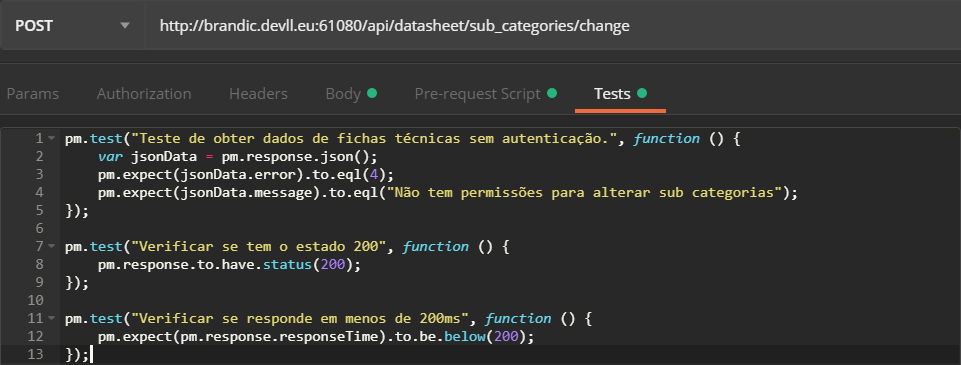 POST http://brandic.devll.eu:61080/api/datasheet/sub_categories/change
Params Authorization Headers Body Pre-request Script Tests
1 pm.test("Teste de obter dados de fichas técnicas sem autenticação.", function () {
2 var jsonData = pm.response.json();
3 pm.expect(jsonData.error).to.eql(4);
4 pm.expect(jsonData.message).to.eql("Não tem permissões para alterar sub categorias");
5 });
6
7 pm.test("Verificar se tem o estado 200", function () {
8 pm.response.to.have.status(200);
9 });
10
11 pm.test("Verificar se responde em menos de 200ms", function () {
12 pm.expect(pm.response.responseTime).to.be.below(200);
13 });